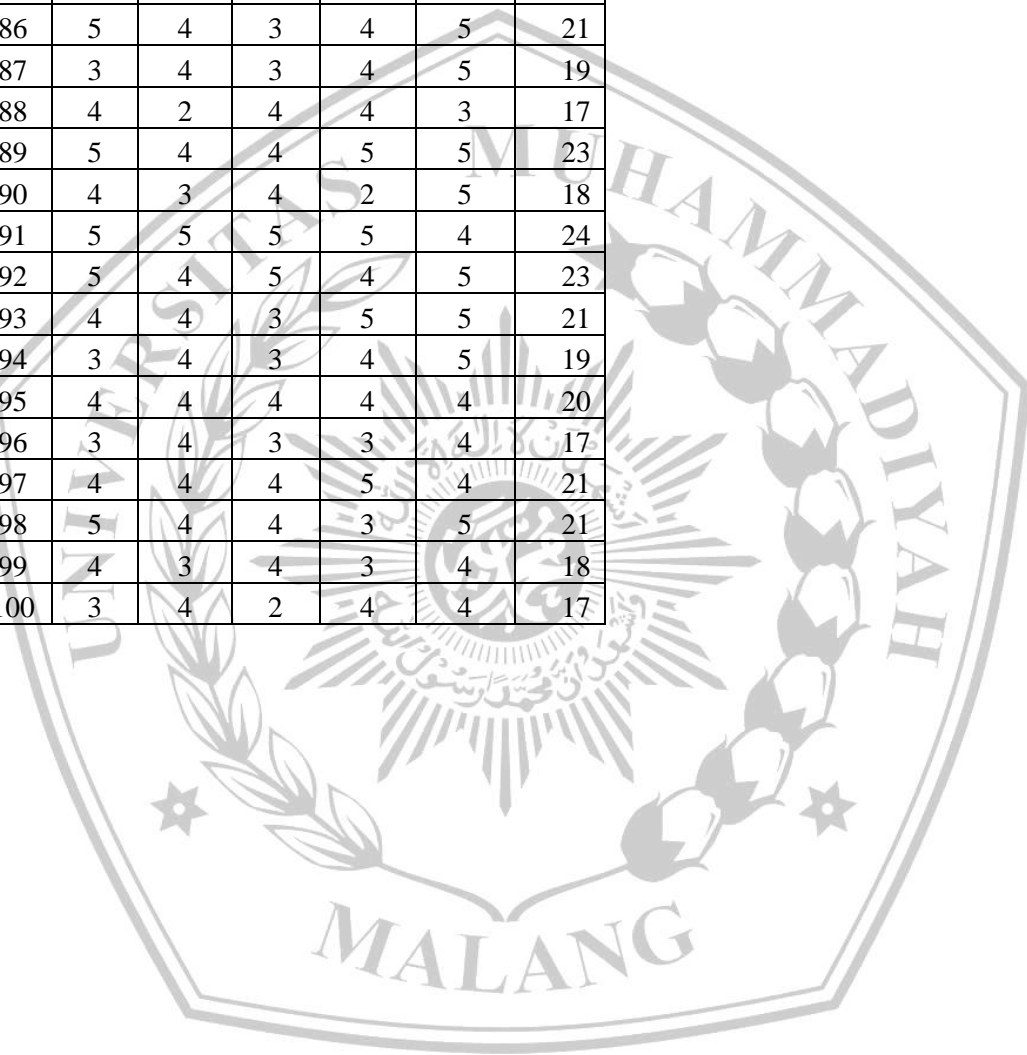 86 5 4 3 4 5 21
87 3 4 3 4 5 19
88 4 2 4 4 3 17
89 5 4 4 5 5 23
90 4 3 4 2 5 18
91 5 5 5 5 4 24
92 5 4 5 4 5 23
93 4 4 3 5 5 21
94 3 4 3 4 5 19
95 4 4 4 4 4 20
96 3 4 3 3 4 17
97 4 4 4 5 4 21
98 5 4 4 3 5 21
99 4 3 4 3 4 18
00 3 4 2 4 4 17
UNIVERSITAS MUHAMMADIYAH
MALANG